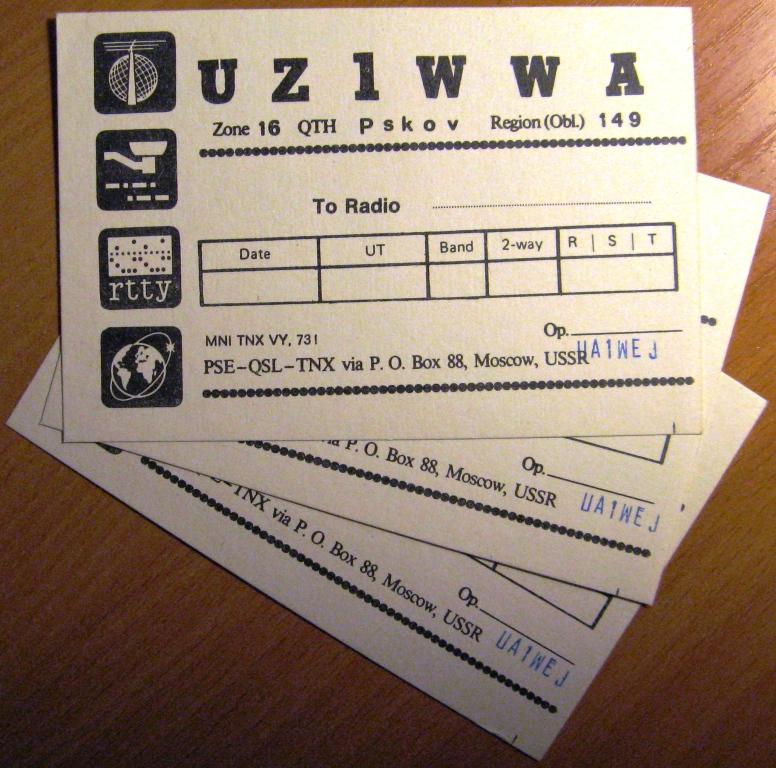 UZ1WWA
Zone 16 QTH Pskov Region (Obl.) 149
To Radio
Date UT Band 2-way R | S | T
rtty
MNI TNX VY, 73!
Op.
UA1WEJ
PSE-QSL-TNX via P. O. Box 88, Moscow, USSR
P. O. Box 88, Moscow, USSR
Op.
UA1WEJ
TNX via P. O. Box 88, Moscow, USSR
Op.
UA1WEJ